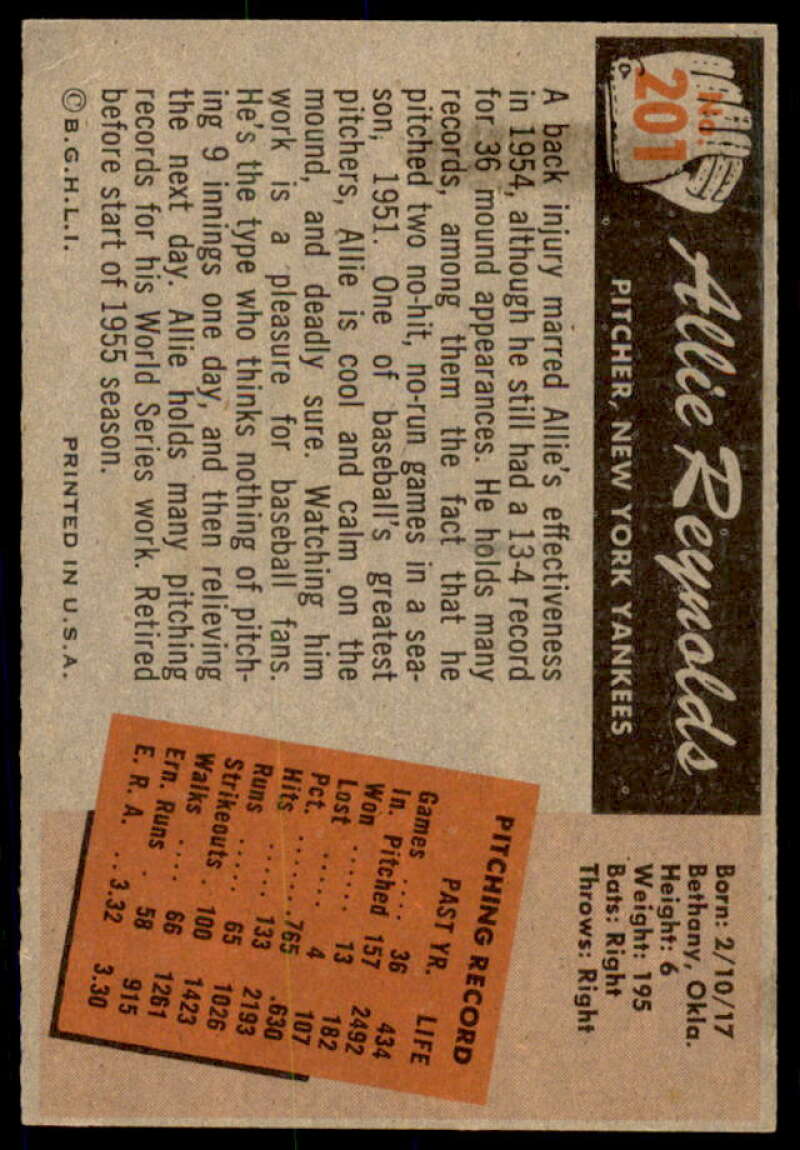 No.
201
Allie Reynolds
PITCHER, NEW YORK YANKEES
Born: 2/10/17
Bethany, Okla.
Height: 6
Weight: 195
Bats: Right
Throws: Right
A back injury marred Allie's effectiveness
in 1954, although he still had a 13-4 record
for 36 mound appearances. He holds many
records, among them the fact that he
pitched two no-hit, no-run games in a sea-
son, 1951. One of baseball's greatest
pitchers, Allie is cool and calm on the
mound, and deadly sure. Watching him
work is a pleasure for baseball fans.
He's the type who thinks nothing of pitch-
ing 9 innings one day, and then relieving
the next day. Allie holds many pitching
records for his World Series work. Retired
before start of 1955 season.
©B.G.H.L.I. PRINTED IN U.S.A.
PITCHING RECORD
PAST YR. LIFE
Games .... 36 434
In. Pitched 157 2492
Won ...... 13 182
Lost ...... 4 107
Pct. ...... .765 .630
Hits ...... 133 2193
Runs ..... 65 1026
Strikeouts . 100 1423
Walks .... 66 1261
Ern. Runs . 58 915
E. R. A. .. 3.32 3.30